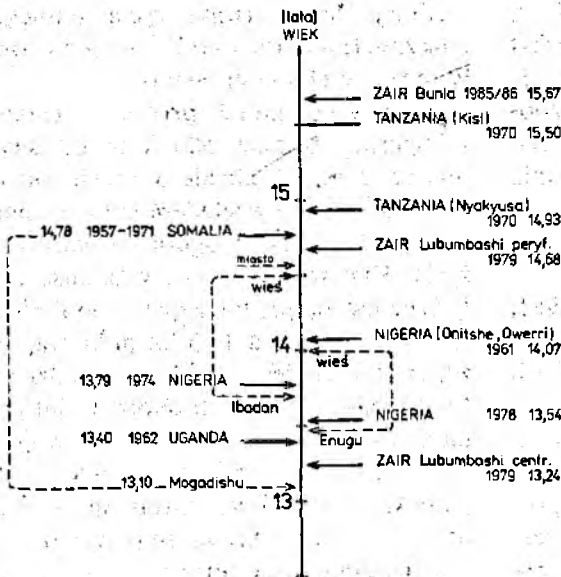 [lata]
WIEK
ZAIR Bunia 1985/86 15,67
TANZANIA (Kisi)
1970 15,50
15
TANZANIA (Nyakyusa)
1970 14,93
14,78 1957-1971 SOMALIA
ZAIR Lubumbashi peryf.
1979 14,68
miasto
wieś
NIGERIA (Onitshe, Owerri)
1961 14,07
14
wieś
13,79 1974 NIGERIA
Ibadan
NIGERIA 1978 13,54
Enugu
13,40 1962 UGANDA
ZAIR Lubumbashi centr.
1979 13,24
13,10 Mogadishu
13